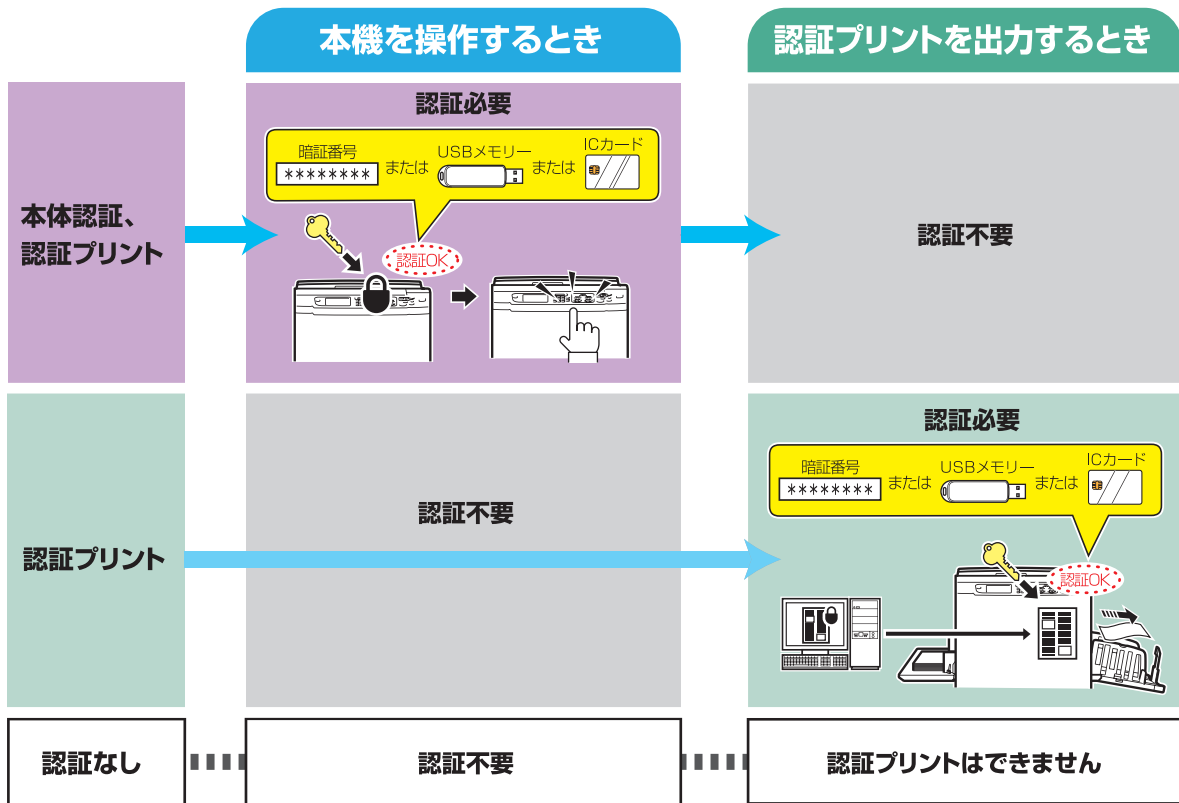 本機を操作するとき
認証プリントを出力するとき
本体認証、
認証プリント
認証必要
暗証番号
********
または
USBメモリー
または
ICカード
認証OK
認証不要
認証プリント
認証不要
認証必要
暗証番号
********
または
USBメモリー
または
ICカード
認証OK
認証なし
認証不要
認証プリントはできません